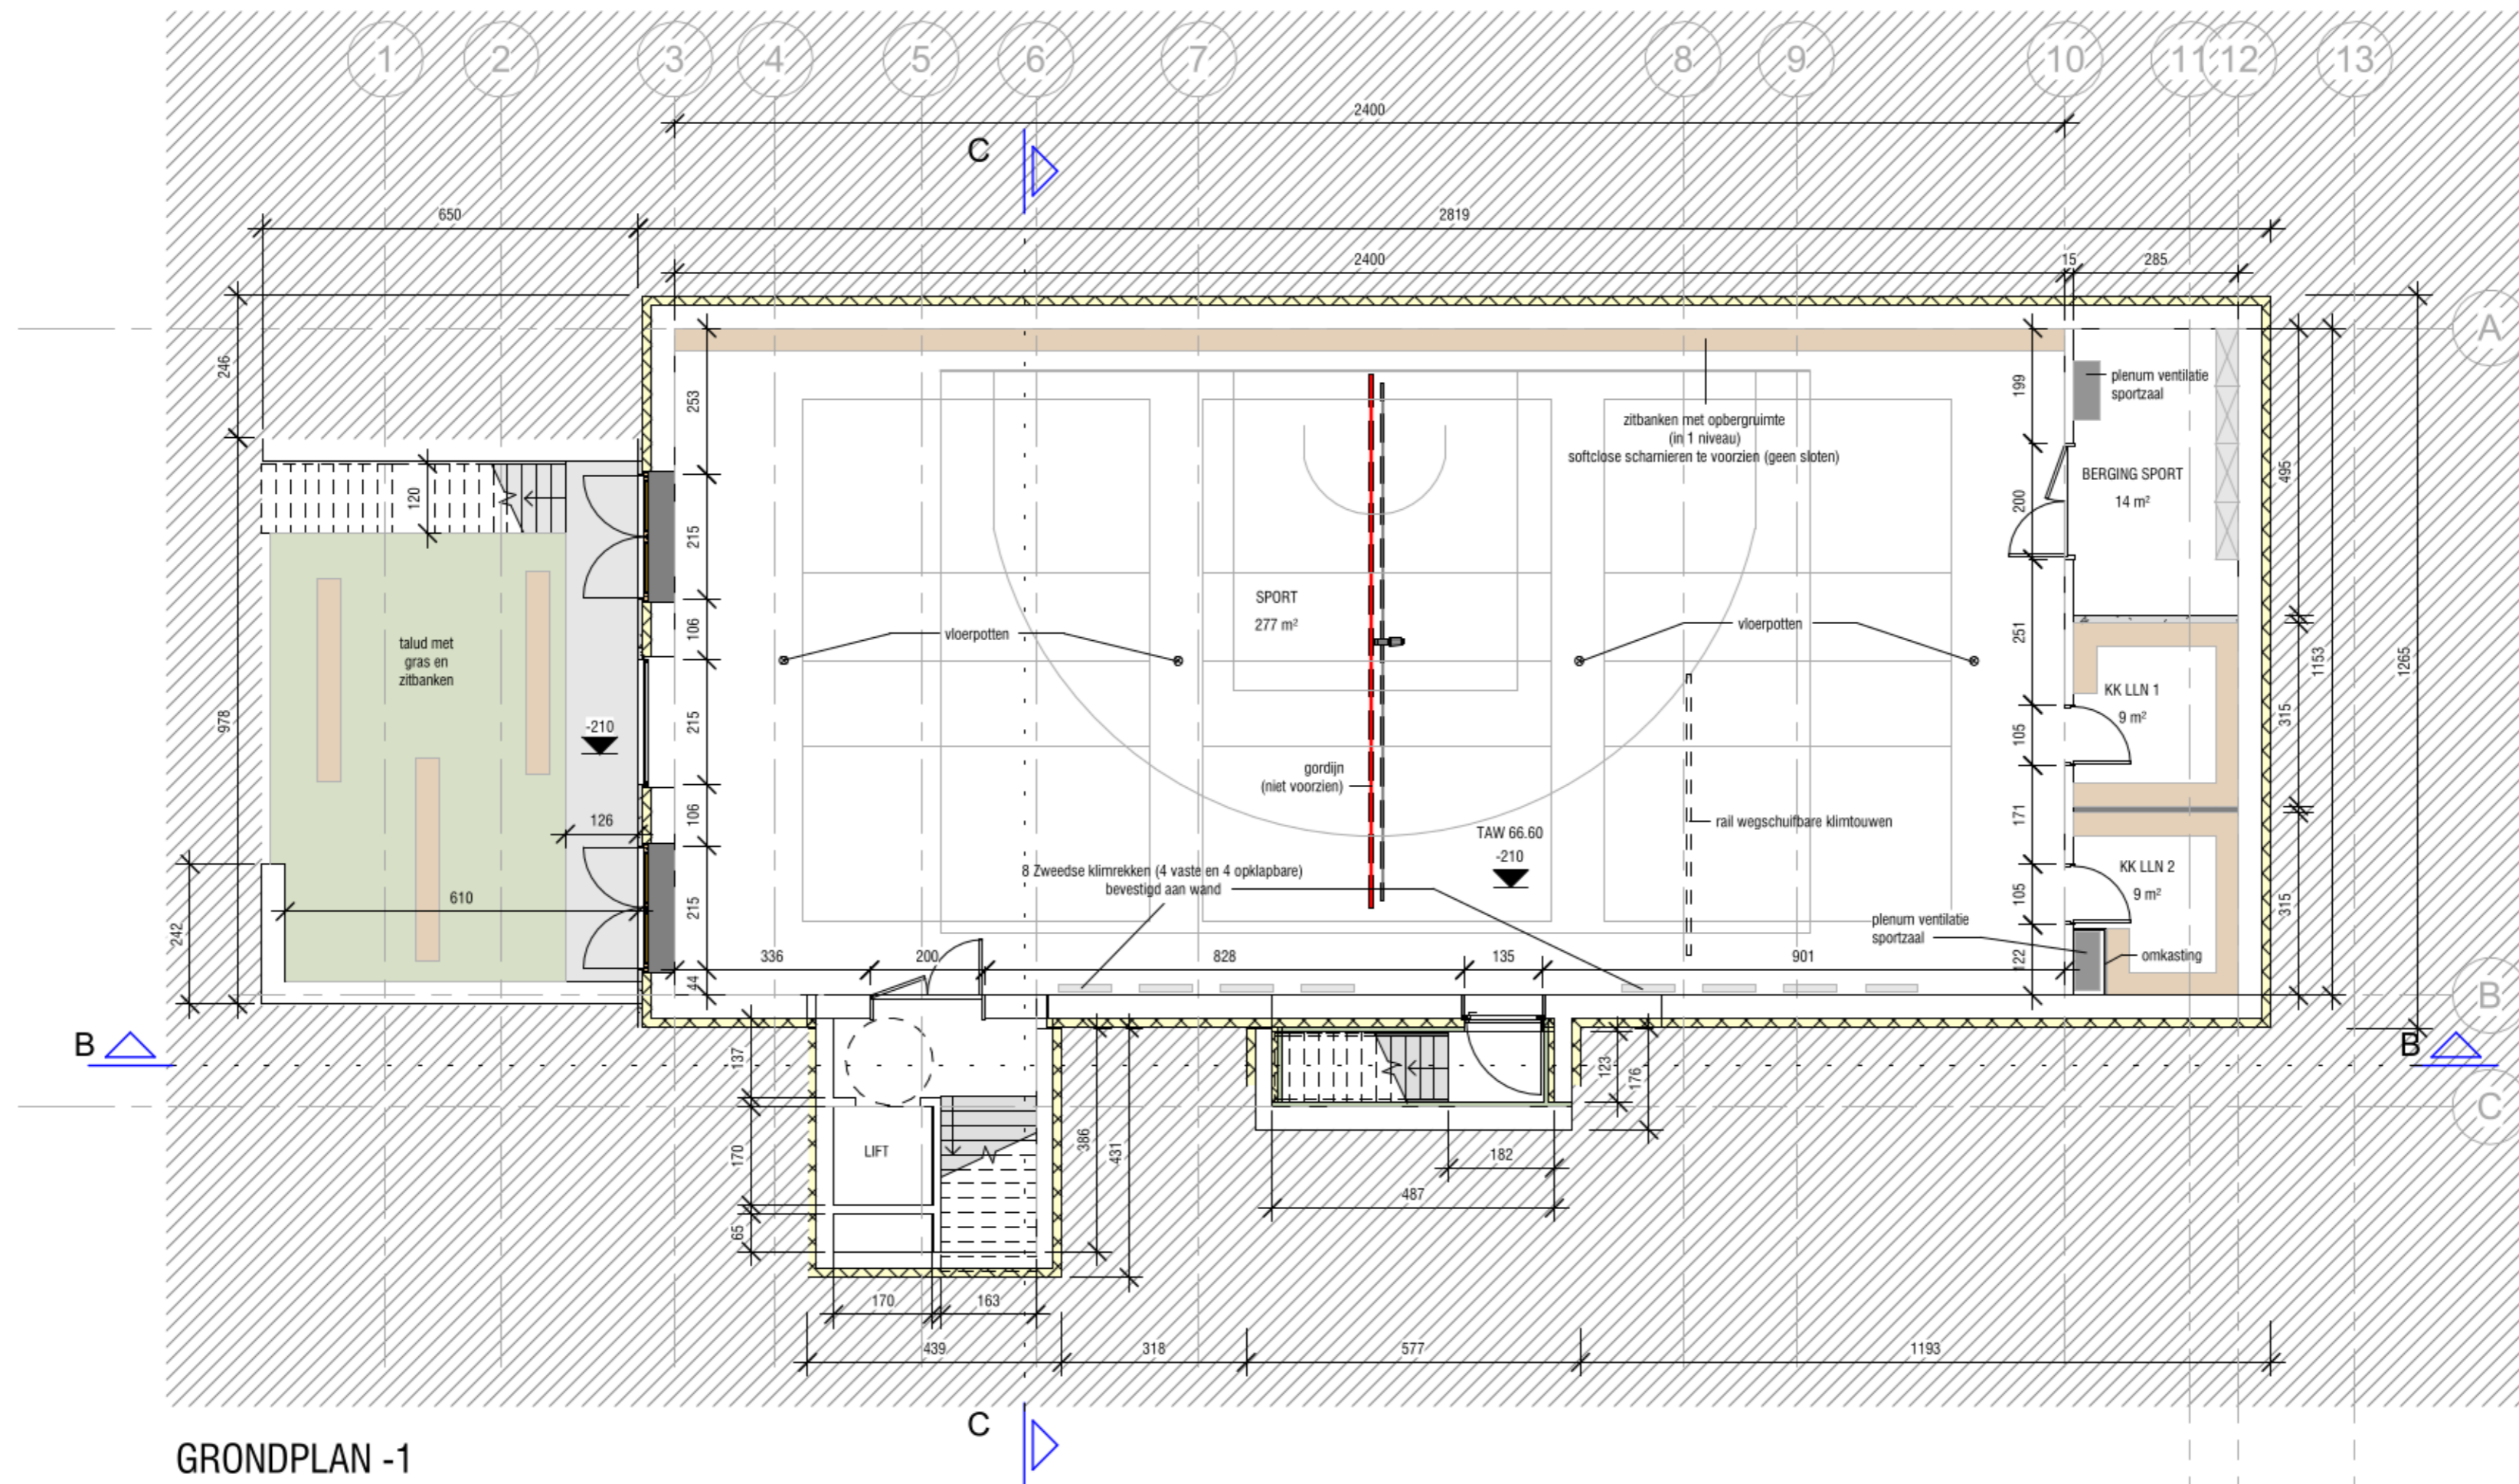 1 2 3 4 5 6 7 8 9 10 11 12 13
2400
C
650 2819
2400 15 285
A
246
253
199
plenum ventilatie
sportzaal
zitbanken met opbergruimte
(in 1 niveau)
softclose scharnieren te voorzien (geen sloten)
BERGING SPORT
14 m²
495
120
215
200
SPORT
277 m²
vloerpotten
vloerpotten
106
251
talud met
gras en
zitbanken
1153
1265
978
-210
215
KK LLN 1
9 m²
315
105
gordijn
(niet voorzien)
126
106
rail wegschuifbare klimtouwen
171
TAW 66.60
-210
8 Zweedse klimrekken (4 vaste en 4 opklapbare)
bevestigd aan wand
KK LLN 2
9 m²
610
215
105
315
242
plenum ventilatie
sportzaal
omkasting
336 200 828 135 901
44
122
B
B
B
137
123
176
C
LIFT
170
386
431
182
487
65
170 163
439 318 577 1193
C
GRONDPLAN -1